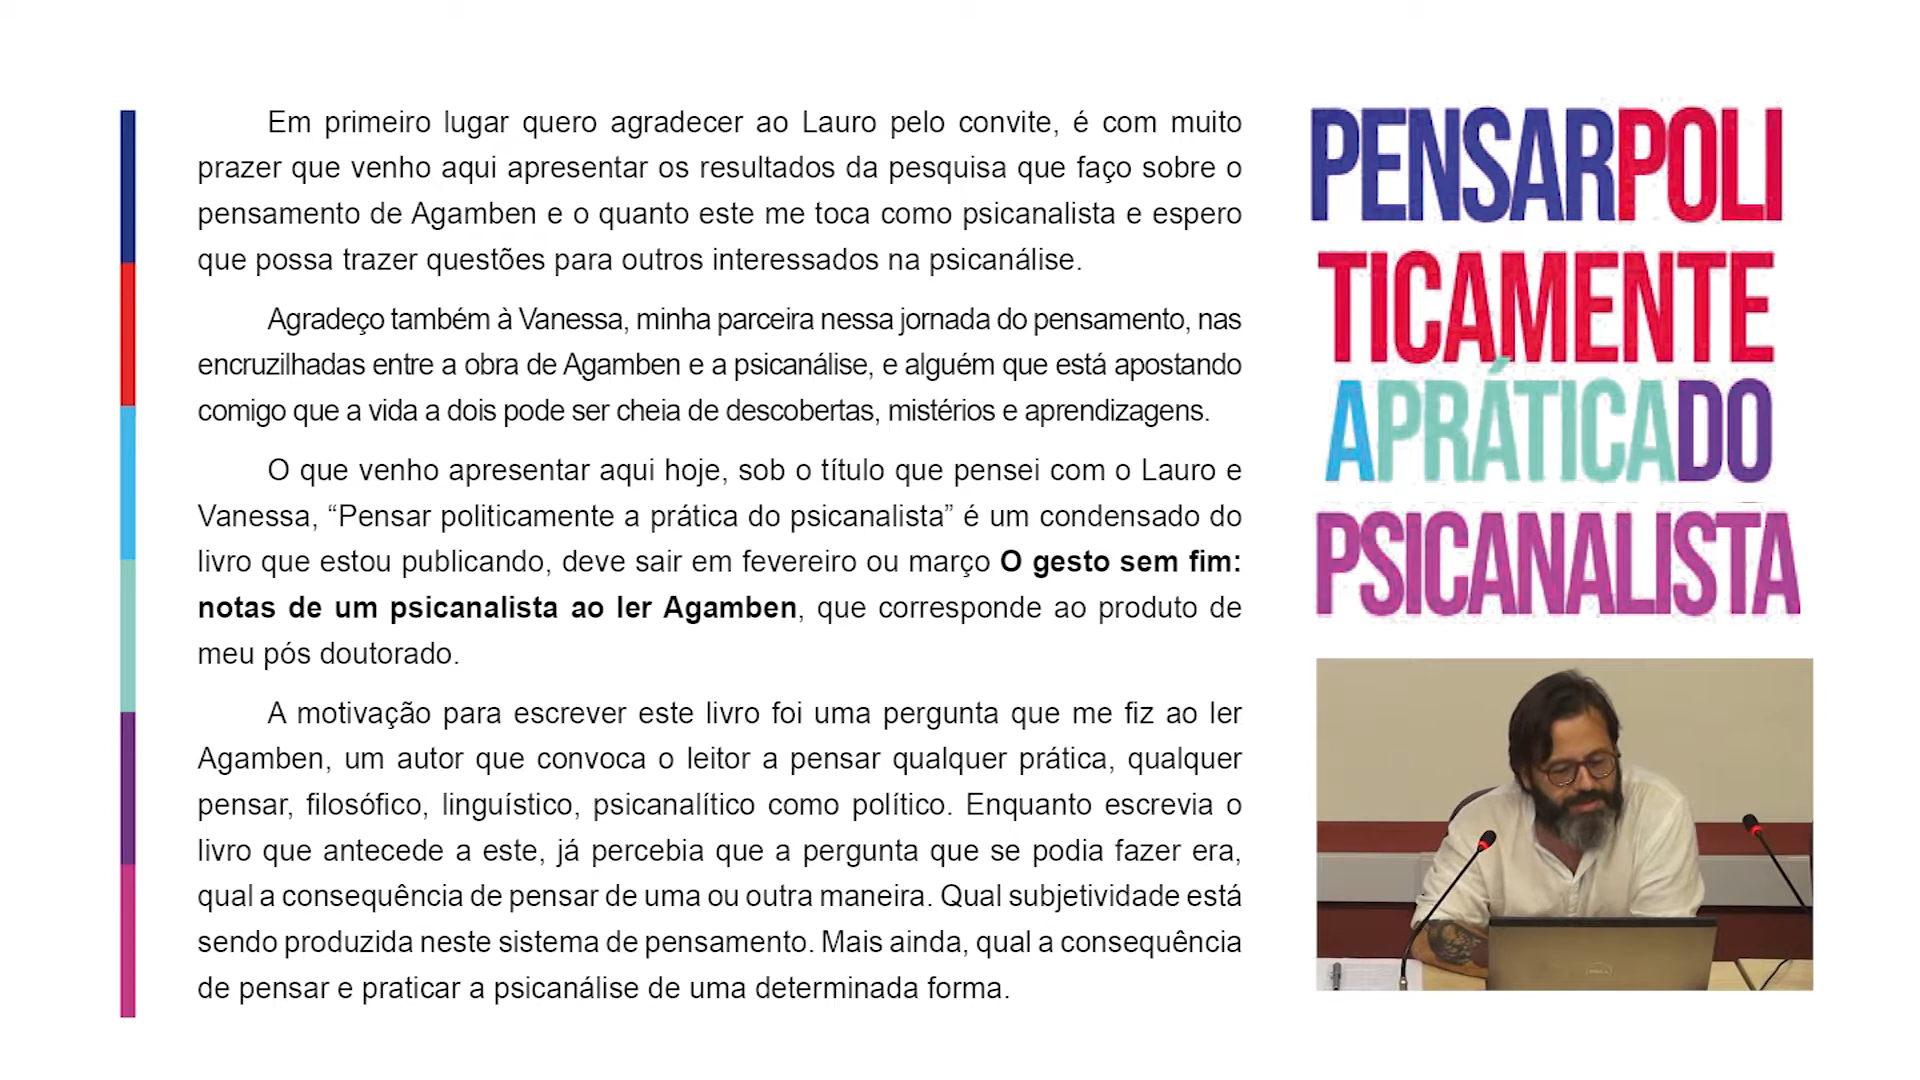 Em primeiro lugar quero agradecer ao Lauro pelo convite, é com muito
prazer que venho aqui apresentar os resultados da pesquisa que faço sobre o
pensamento de Agamben e o quanto este me toca como psicanalista e espero
que possa trazer questões para outros interessados na psicanálise.
Agradeço também à Vanessa, minha parceira nessa jornada do pensamento, nas
encruzilhadas entre a obra de Agamben e a psicanálise, e alguém que está apostando
comigo que a vida a dois pode ser cheia de descobertas, mistérios e aprendizagens.
O que venho apresentar aqui hoje, sob o título que pensei com o Lauro e
Vanessa, “Pensar politicamente a prática do psicanalista” é um condensado do
livro que estou publicando, deve sair em fevereiro ou março O gesto sem fim:
notas de um psicanalista ao ler Agamben, que corresponde ao produto de
meu pós doutorado.
A motivação para escrever este livro foi uma pergunta que me fiz ao ler
Agamben, um autor que convoca o leitor a pensar qualquer prática, qualquer
pensar, filosófico, linguístico, psicanalítico como político. Enquanto escrevia o
livro que antecede a este, já percebia que a pergunta que se podia fazer era,
qual a consequência de pensar de uma ou outra maneira. Qual subjetividade está
sendo produzida neste sistema de pensamento. Mais ainda, qual a consequência
de pensar e praticar a psicanálise de uma determinada forma.
PENSARPOLI
TICAMENTE
APRÁTICADO
PSICANALISTA